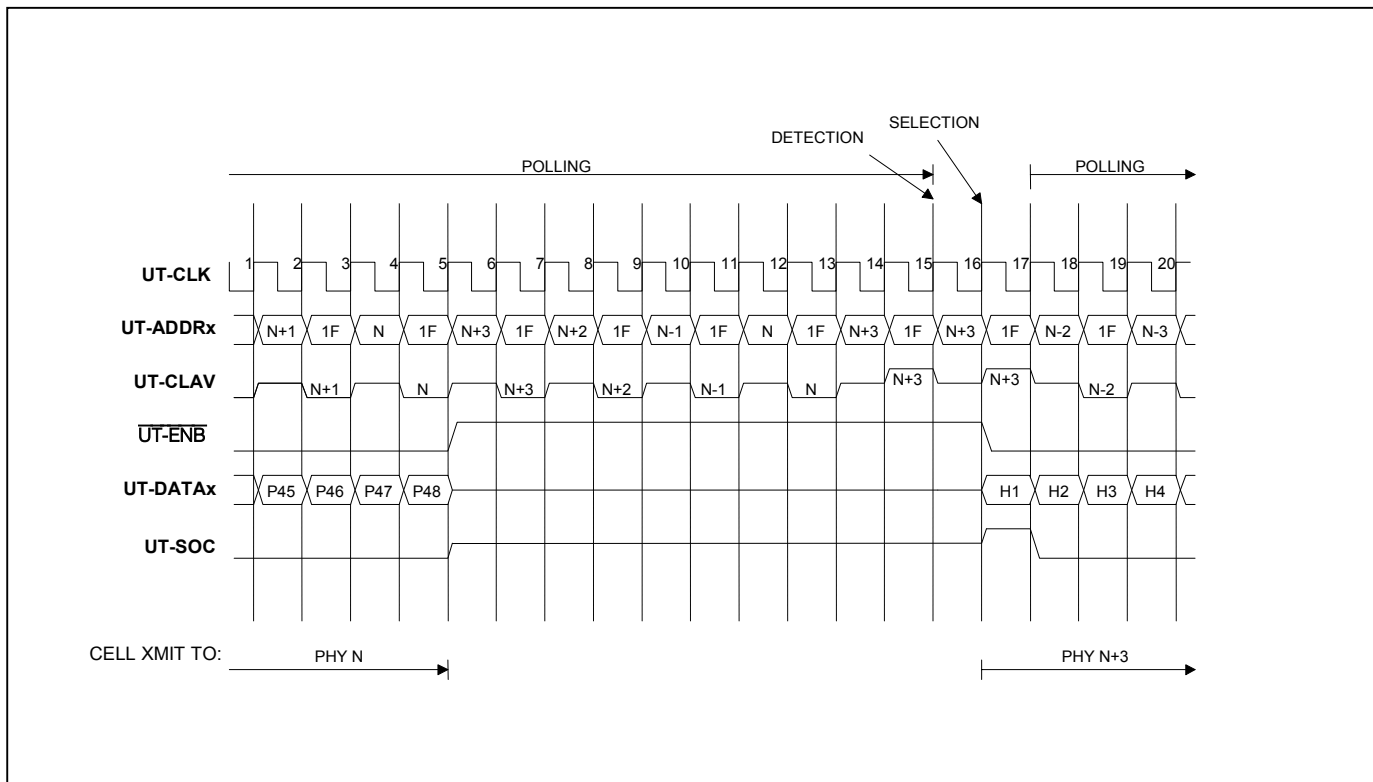 SELECTION
DETECTION
POLLING POLLING
UT-CLK 1 2 3 4 5 6 7 8 9 10 11 12 13 14 15 16 17 18 19 20
UT-ADDRx N+1 1F N 1F N+3 1F N+2 1F N-1 1F N 1F N+3 1F N+3 1F N-2 1F N-3
UT-CLAV N+1 N N+3 N+2 N-1 N N+3 N+3 N-2
UT-ENB
UT-DATAx P45 P46 P47 P48 H1 H2 H3 H4
UT-SOC
CELL XMIT TO: PHY N PHY N+3